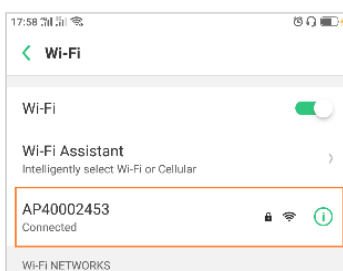 17:58
Wi-Fi
Wi-Fi
Wi-Fi Assistant
Intelligently select Wi-Fi or Cellular
AP40002453
Connected
Wi-Fi NETWORKS